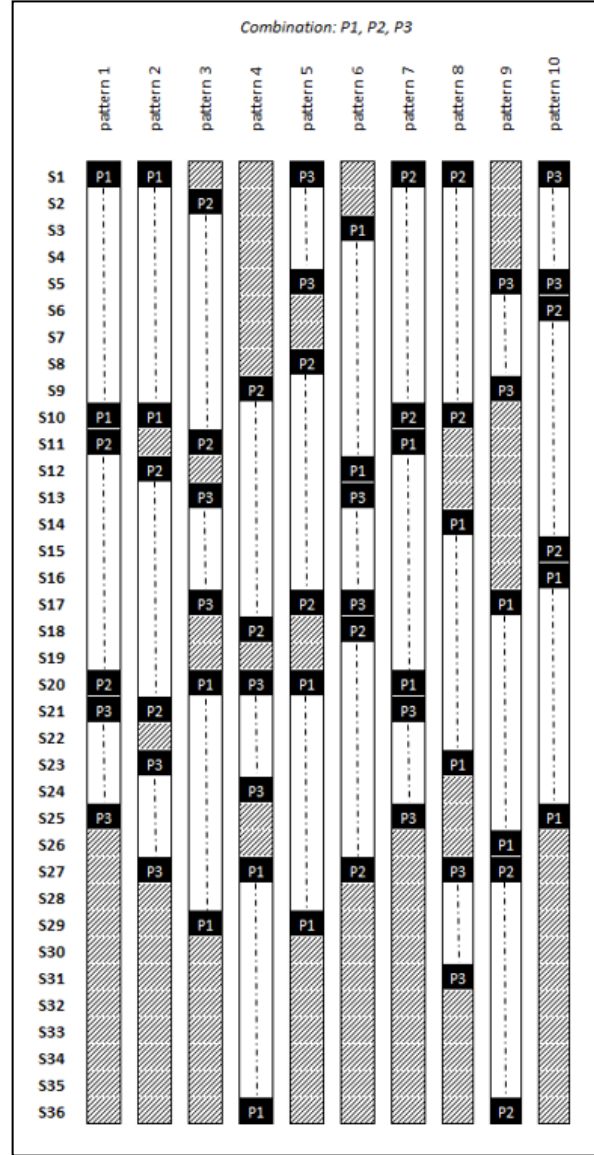 Combination: P1, P2, P3
pattern 1 pattern 2 pattern 3 pattern 4 pattern 5 pattern 6 pattern 7 pattern 8 pattern 9 pattern 10
S1 P1 P1 P3 P2 P2 P3
S2 P2
S3 P1
S4
S5 P3 P3 P3
S6 P2
S7
S8 P2
S9 P2 P3
S10 P1 P1 P2 P2
S11 P2 P2 P1
S12 P2 P1
S13 P3 P3
S14 P1
S15 P2
S16 P1
S17 P3 P2 P3 P1
S18 P2 P2
S19
S20 P2 P1 P3 P1 P1
S21 P3 P2 P3
S22
S23 P3 P1
S24 P3
S25 P3 P3 P1
S26 P1
S27 P3 P1 P2 P3 P2
S28
S29 P1 P1
S30
S31 P3
S32
S33
S34
S35
S36 P1 P2